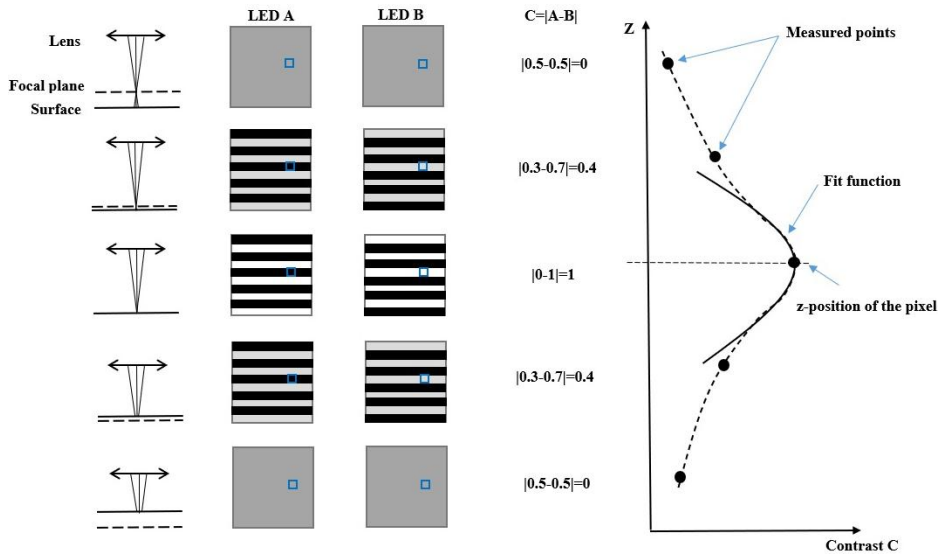 LED A
LED B
C=|A-B|
Z
Lens
Focal plane
Surface
|0.5-0.5|=0
Measured points
|0.3-0.7|=0.4
Fit function
|0-1|=1
z-position of the pixel
|0.3-0.7|=0.4
|0.5-0.5|=0
Contrast C